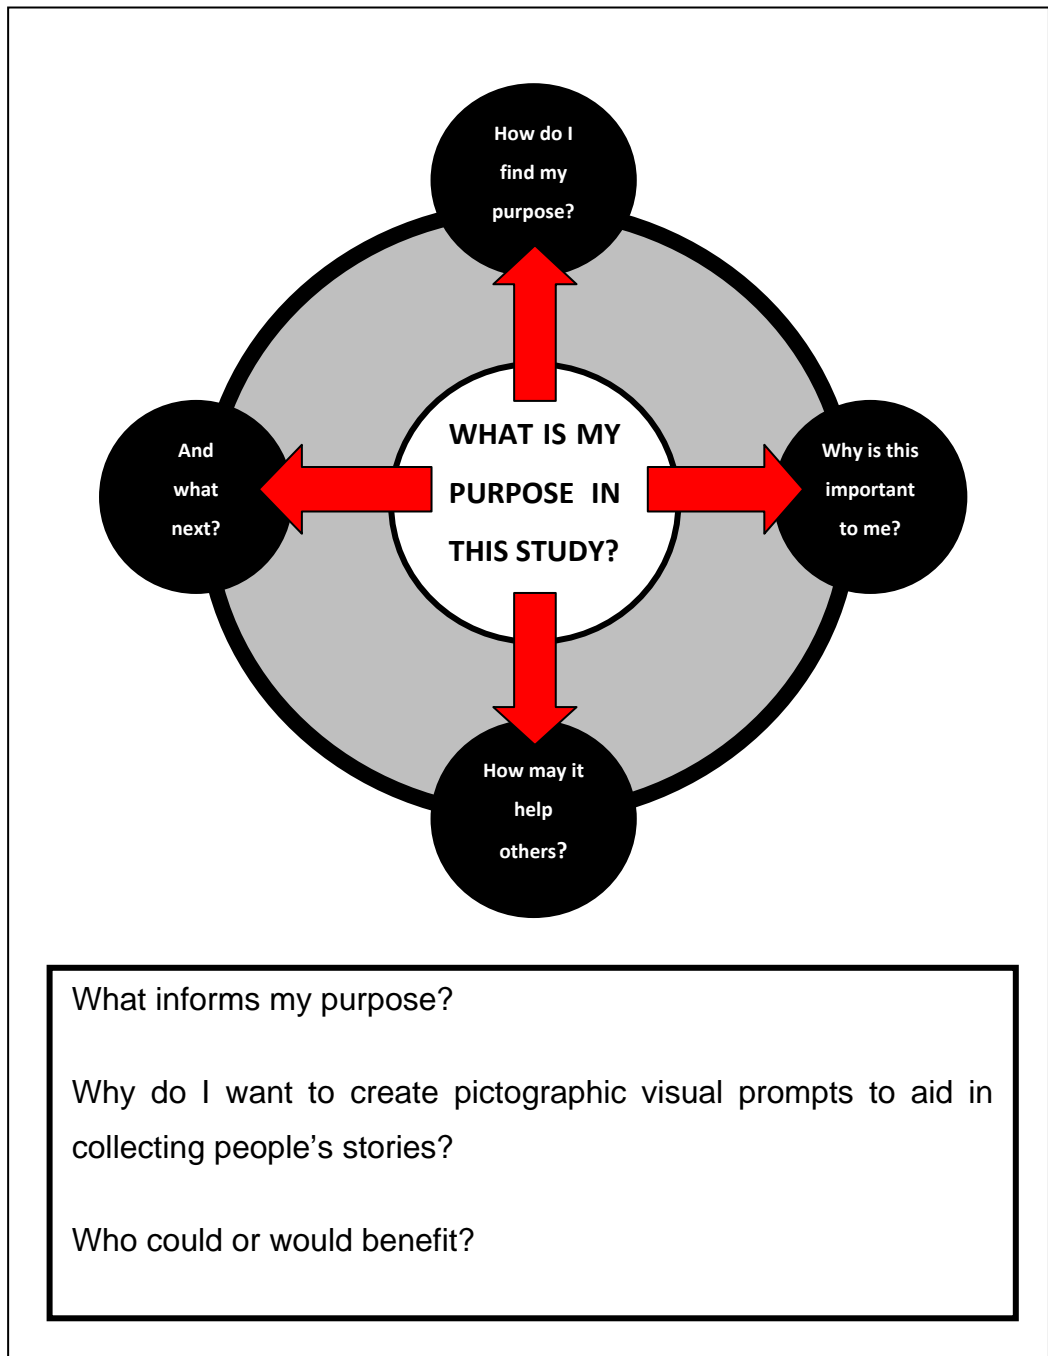 How do I
find my
purpose?
And
what
next?
WHAT IS MY
PURPOSE IN
THIS STUDY?
Why is this
important
to me?
How may it
help
others?
What informs my purpose?
Why do I want to create pictographic visual prompts to aid in
collecting people’s stories?
Who could or would benefit?